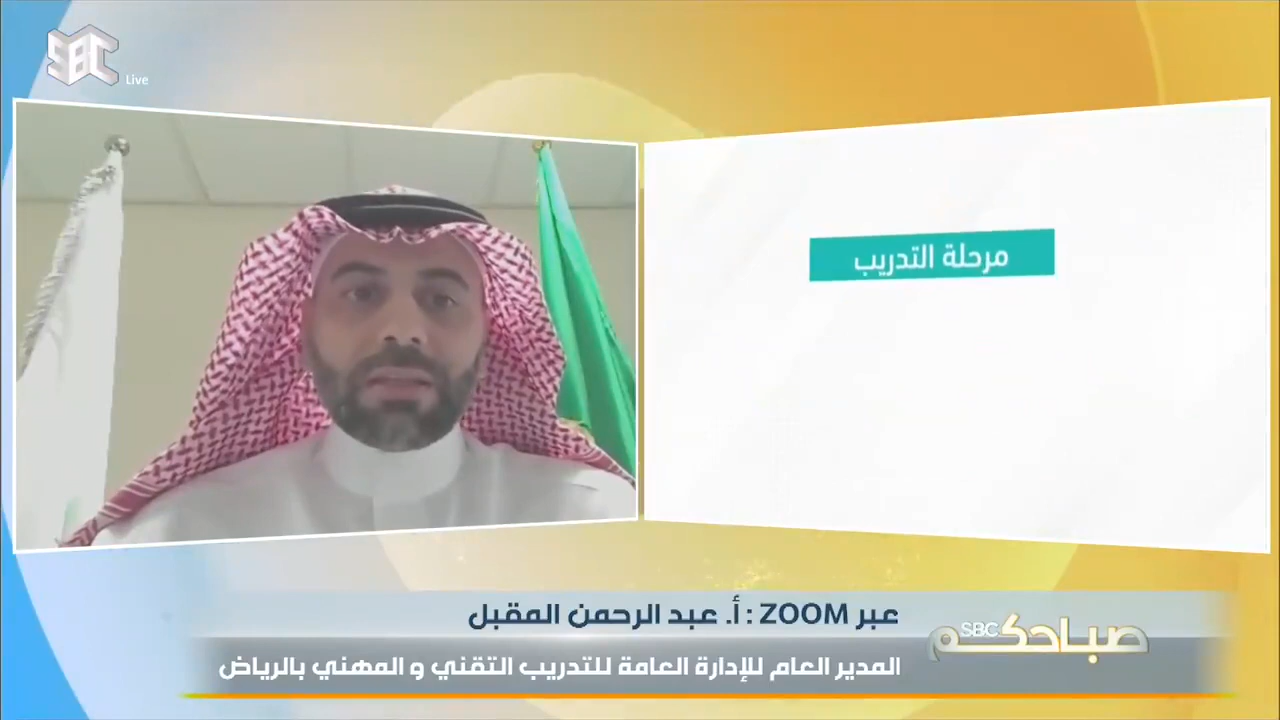 SBC
Live
مرحلة التدريب
عبر ZOOM : أ. عبد الرحمن المقبل
المدير العام للإدارة العامة للتدريب التقني و المهني بالرياض
صباحكم SBC